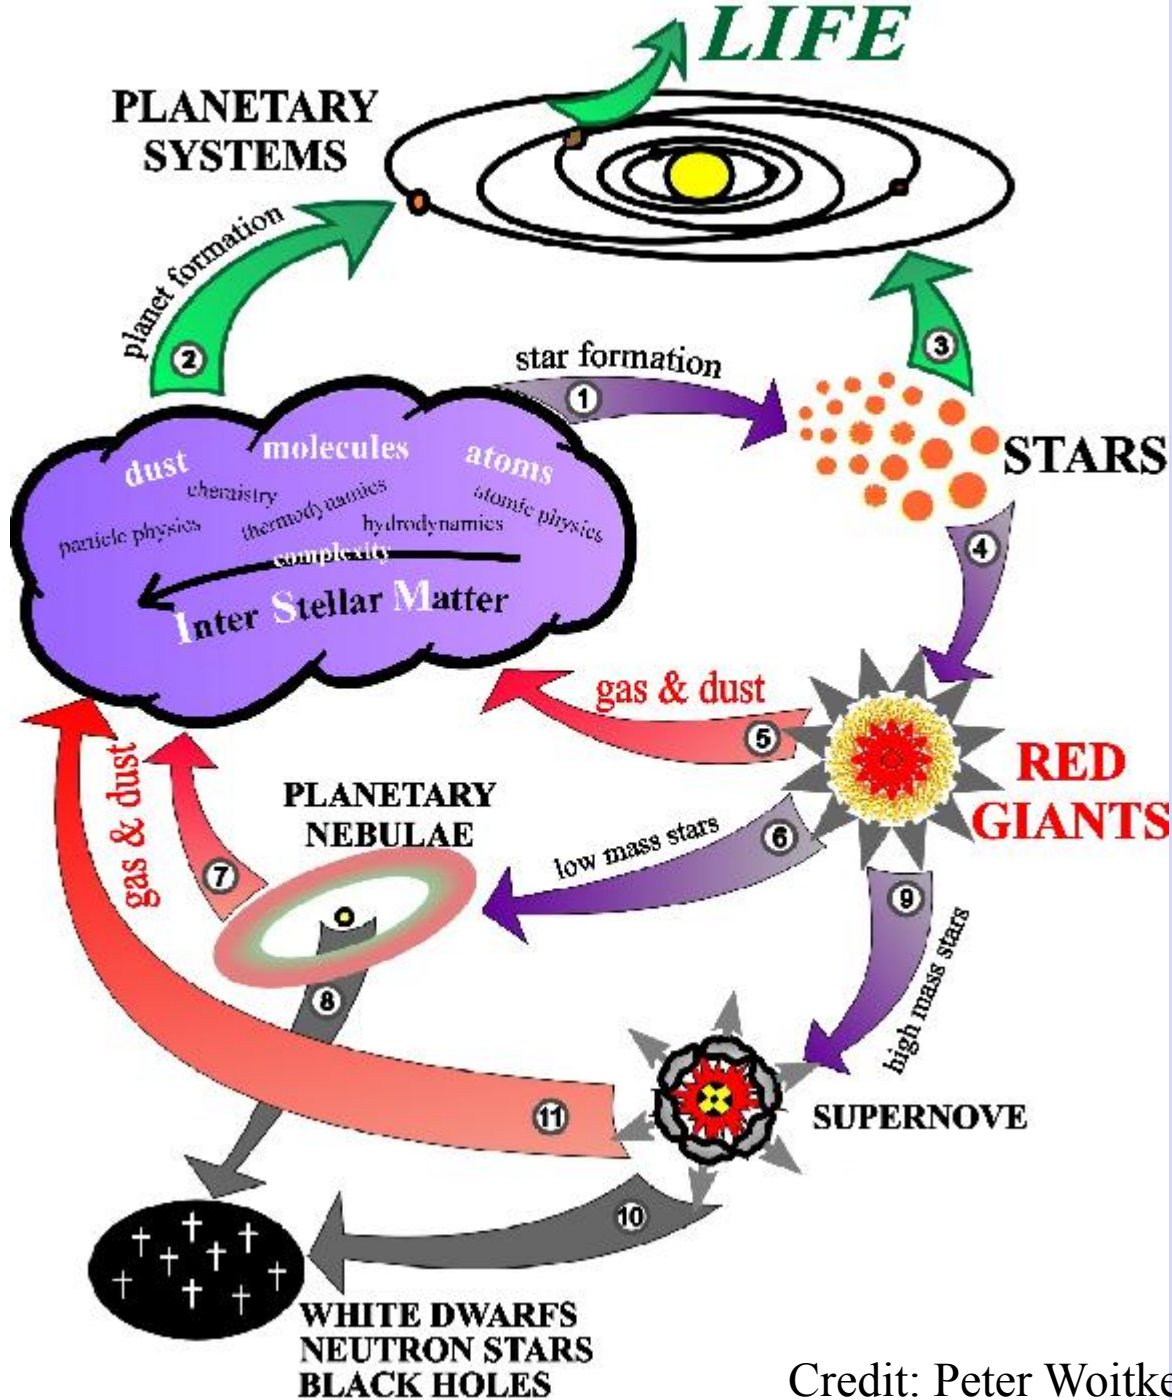 LIFE
PLANETARY
SYSTEMS
planet formation
2
3
star formation
1
STARS
dust
molecules
atoms
chemistry
thermodynamics
atomic physics
particle physics
hydrodynamics
complexity
Inter Stellar Matter
4
gas & dust
5
RED
GIANTS
gas & dust
PLANETARY
NEBULAE
low mass stars
6
7
9
8
high mass stars
11
SUPERNOVE
10
WHITE DWARFS
NEUTRON STARS
BLACK HOLES
Credit: Peter Woitke